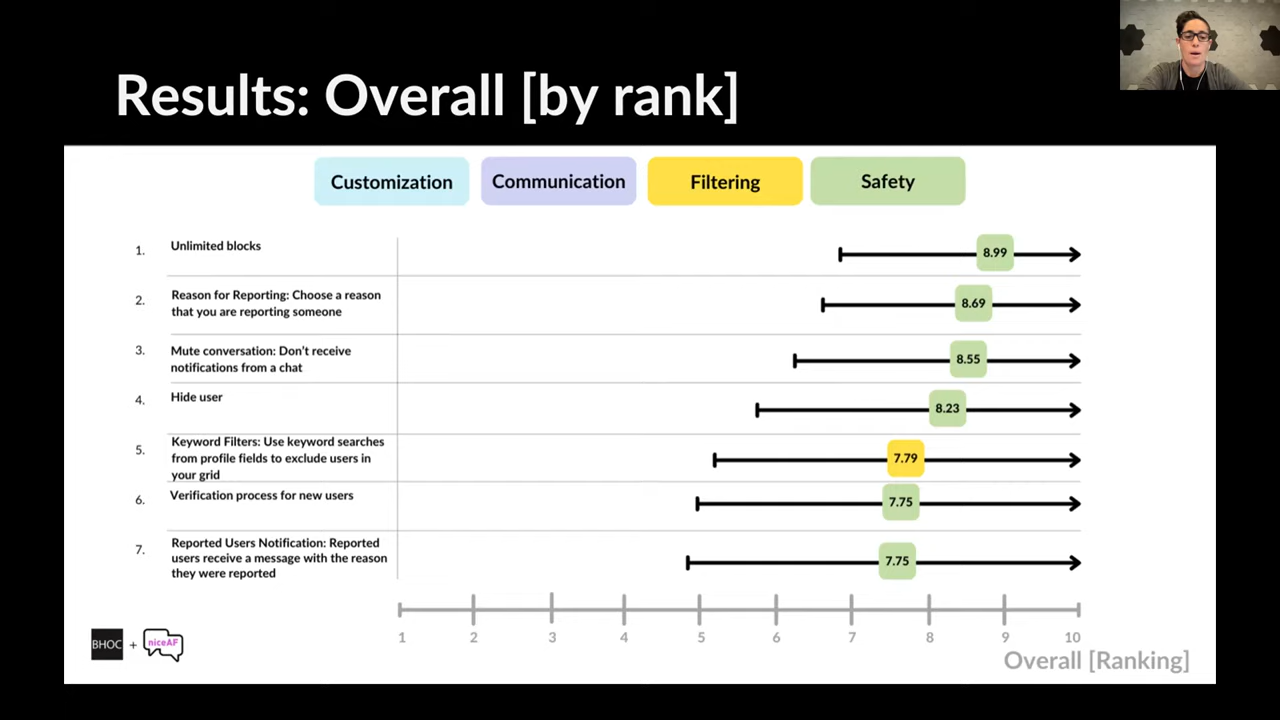 Results: Overall [by rank]
Customization Communication Filtering Safety
1. Unlimited blocks 8.99
2. Reason for Reporting: Choose a reason
that you are reporting someone 8.69
3. Mute conversation: Don't receive
notifications from a chat 8.55
4. Hide user 8.23
5. Keyword Filters: Use keyword searches
from profile fields to exclude users in
your grid 7.79
6. Verification process for new users 7.75
7. Reported Users Notification: Reported
users receive a message with the reason
they were reported 7.75
1 2 3 4 5 6 7 8 9 10
Overall [Ranking]
BHOC + niceAF